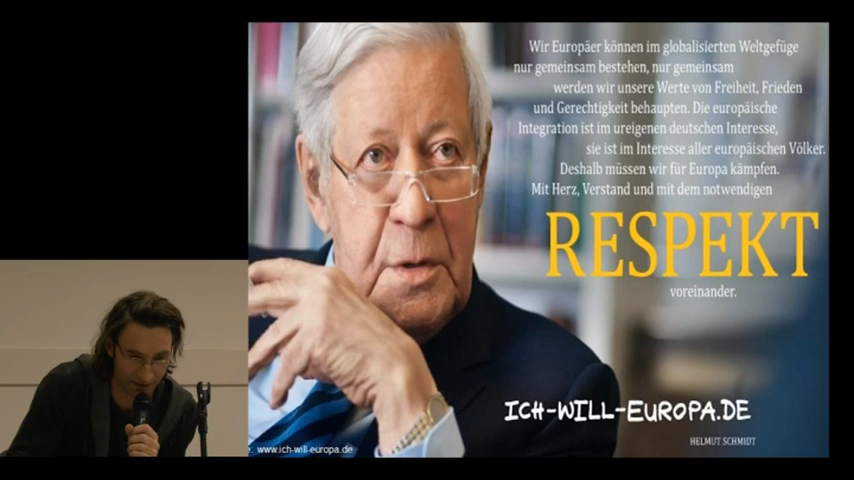 Wir Europäer können im globalisierten Weltgefüge
nur gemeinsam bestehen, nur gemeinsam
werden wir unsere Werte von Freiheit, Frieden
und Gerechtigkeit behaupten. Die europäische
Integration ist im ureigenen deutschen Interesse,
sie ist im Interesse aller europäischen Völker.
Deshalb müssen wir für Europa kämpfen.
Mit Herz, Verstand und mit dem notwendigen
RESPEKT
voreinander.
ICH-WILL-EUROPA.DE
HELMUT SCHMIDT
: www.ich-will-europa.de